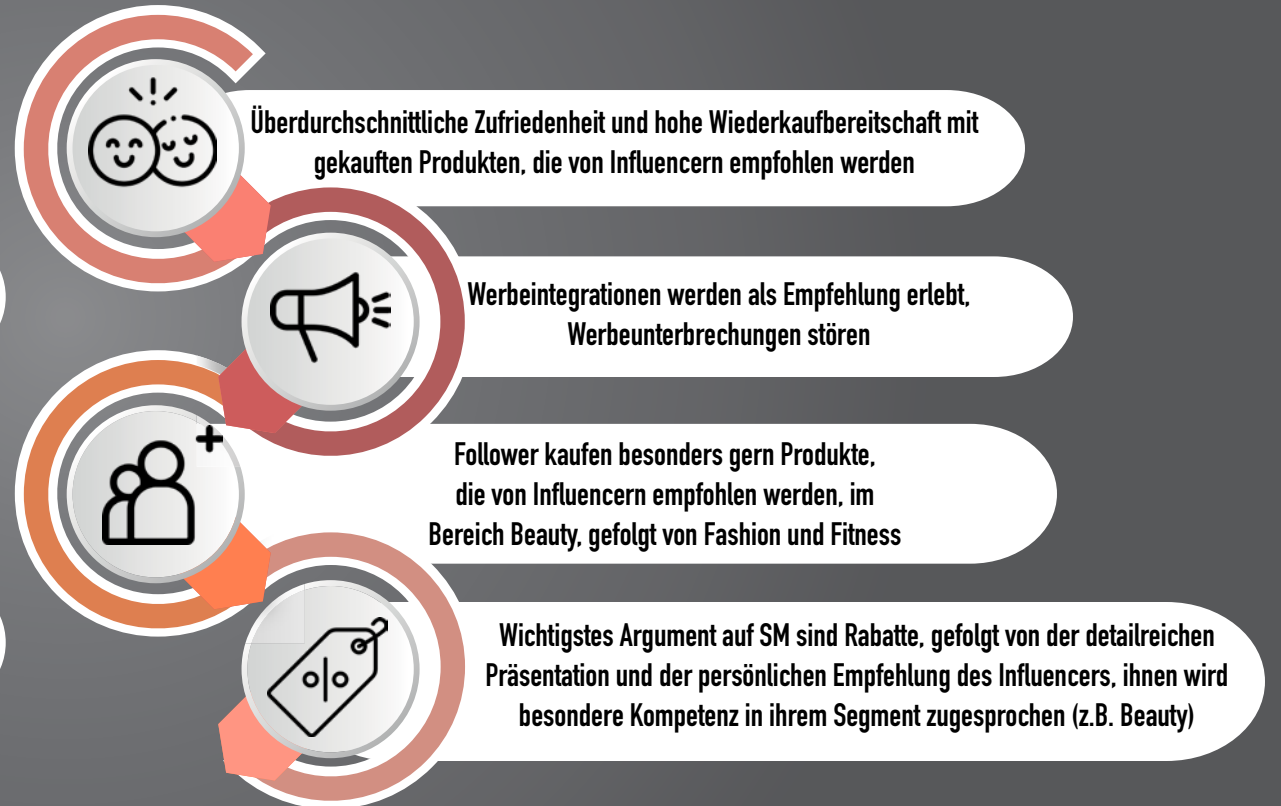 Überdurchschnittliche Zufriedenheit und hohe Wiederkaufbereitschaft mit
gekauften Produkten, die von Influencern empfohlen werden
Werbeintegrationen werden als Empfehlung erlebt,
Werbeunterbrechungen stören
Follower kaufen besonders gern Produkte,
die von Influencern empfohlen werden, im
Bereich Beauty, gefolgt von Fashion und Fitness
Wichtigstes Argument auf SM sind Rabatte, gefolgt von der detailreichen
Präsentation und der persönlichen Empfehlung des Influencers, ihnen wird
besondere Kompetenz in ihrem Segment zugesprochen (z.B. Beauty)